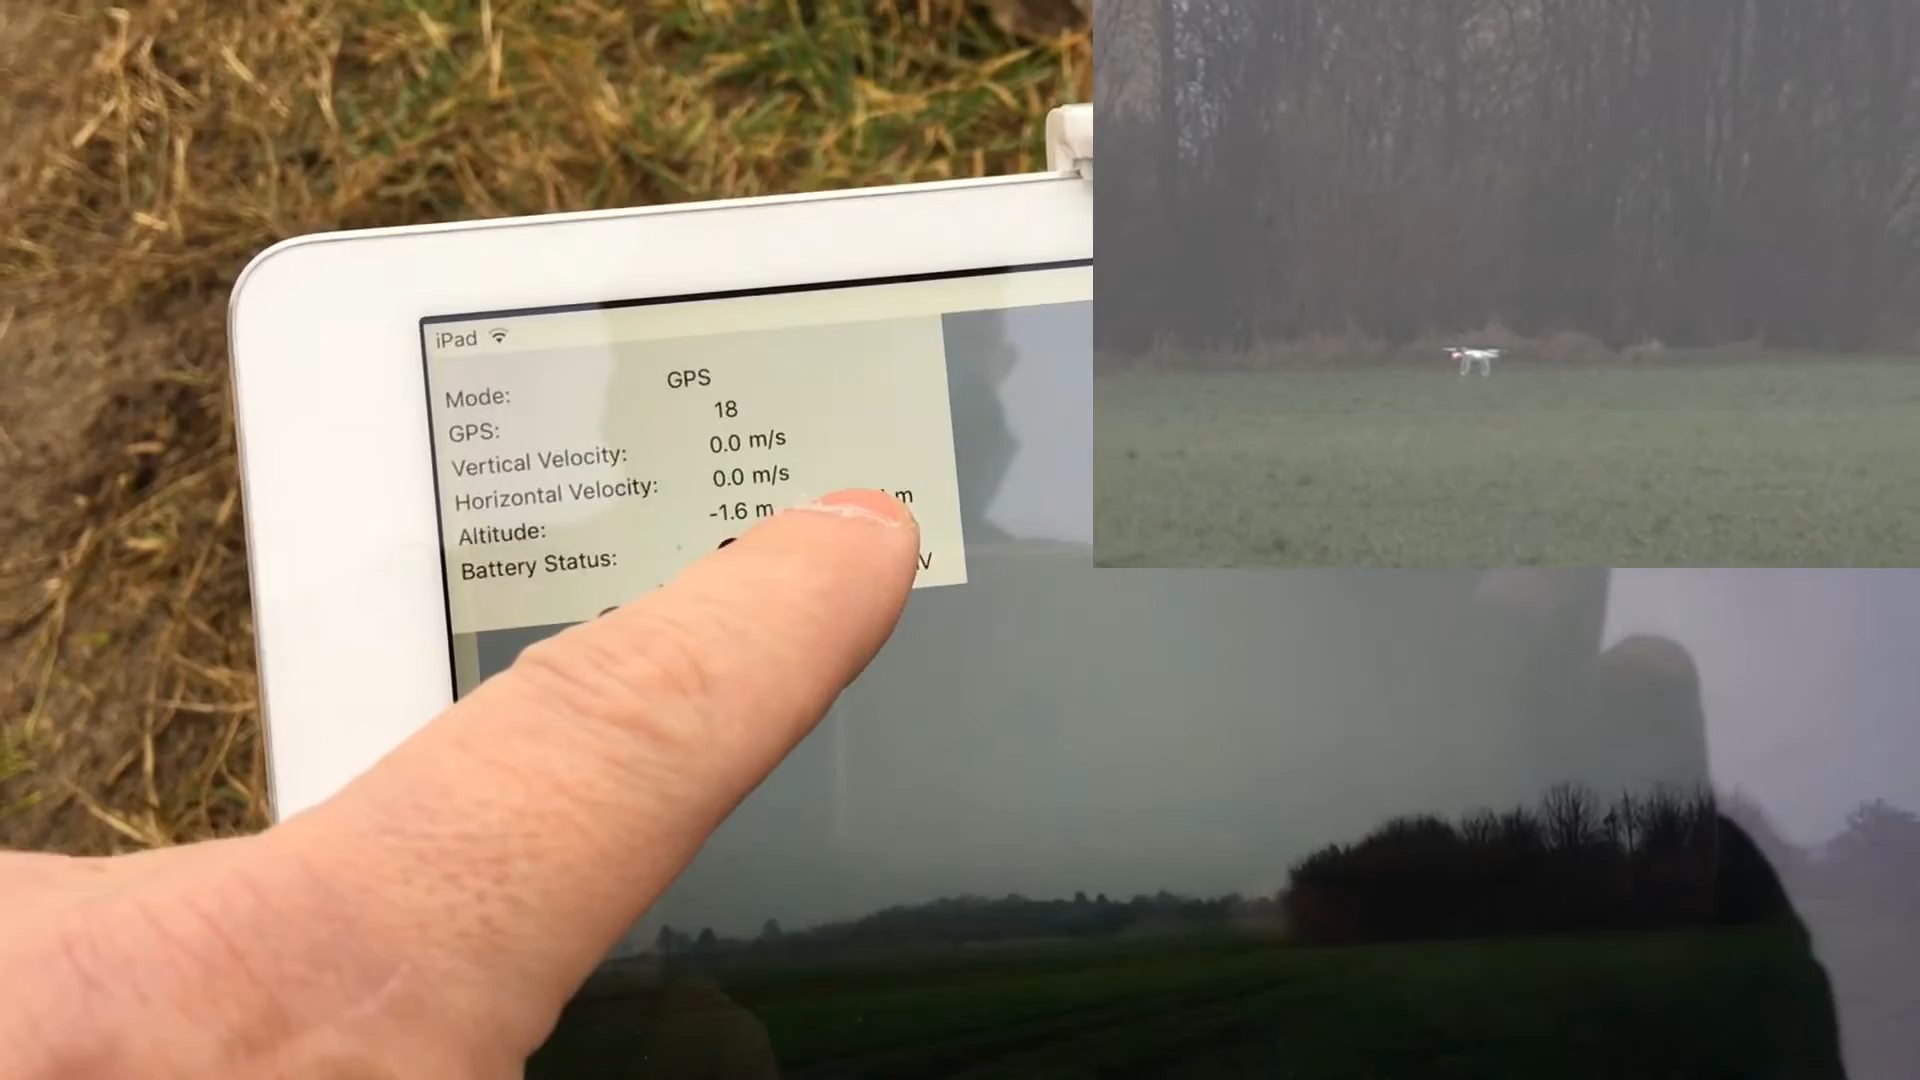 iPad
Mode: GPS
GPS: 18
Vertical Velocity: 0.0 m/s
Horizontal Velocity: 0.0 m/s
Altitude: -1.6 m m
Battery Status: V